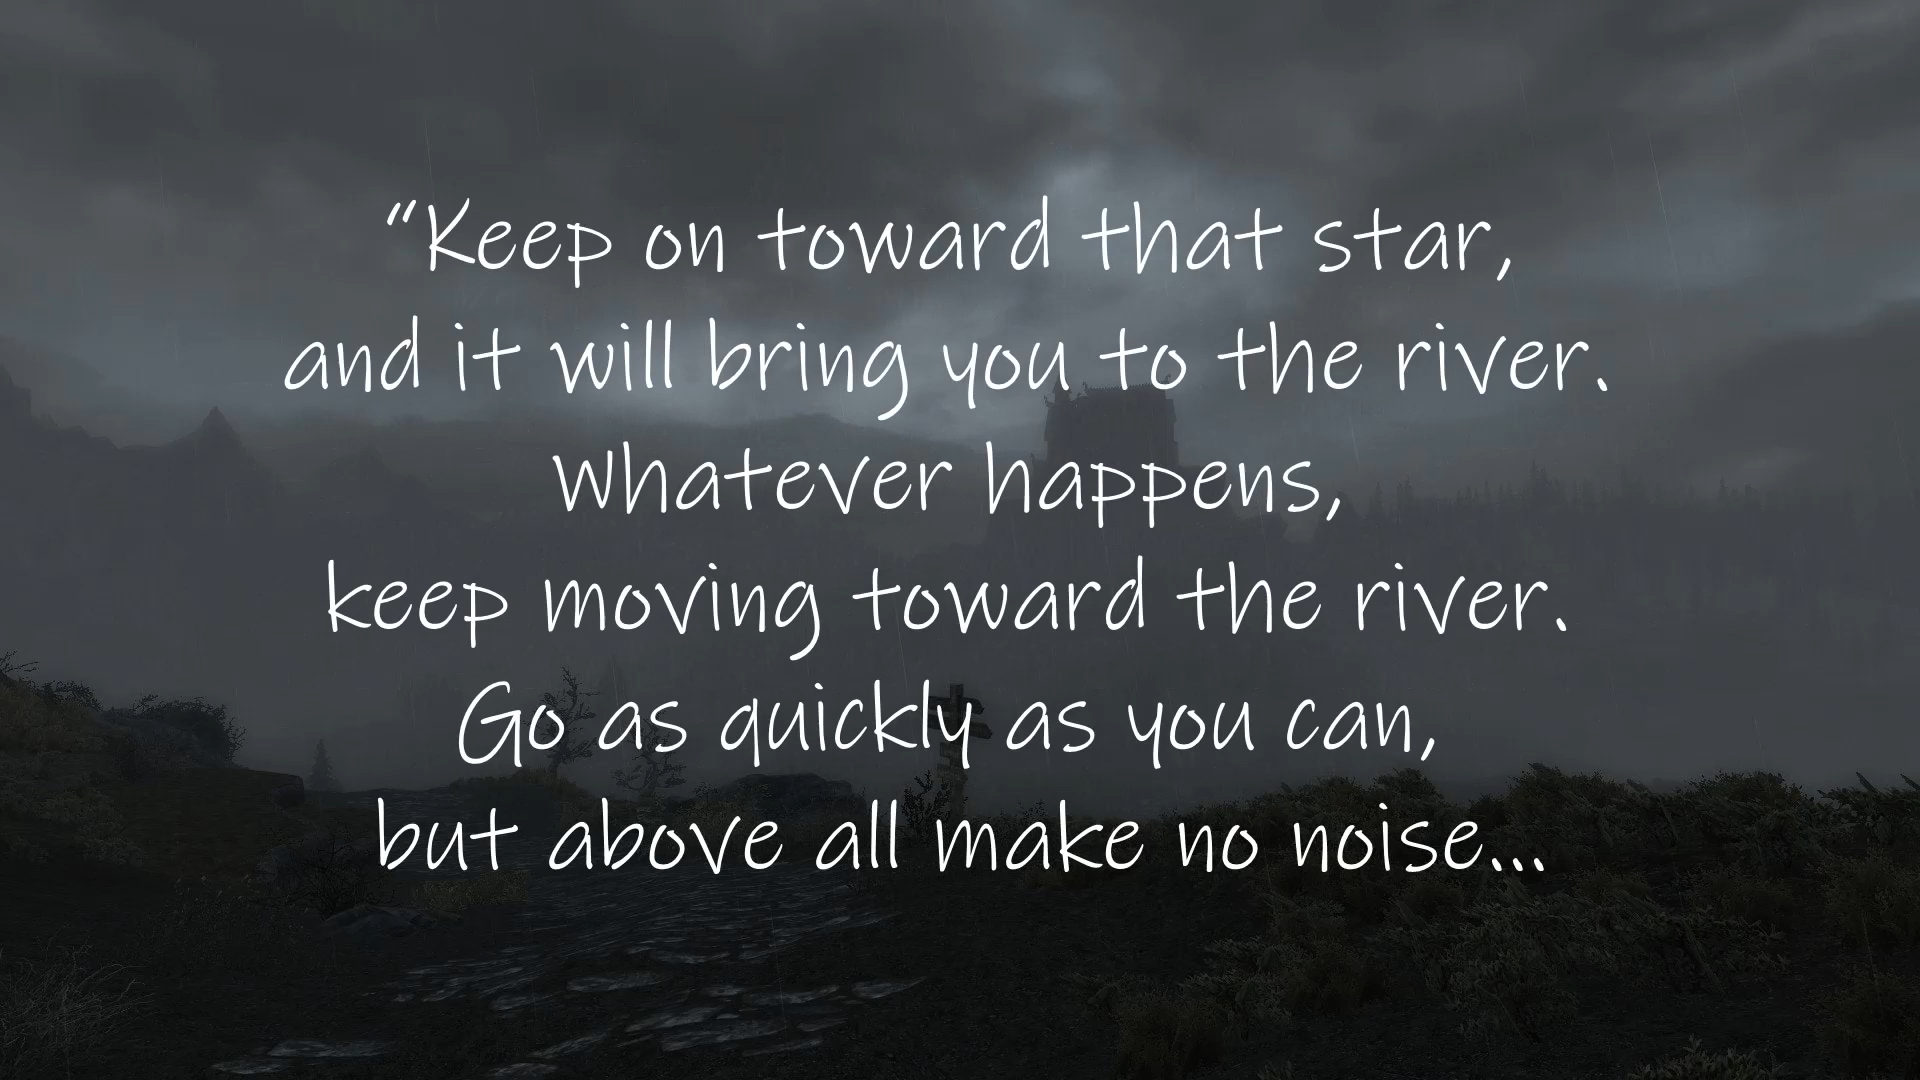 “Keep on toward that star,
and it will bring you to the river.
Whatever happens,
keep moving toward the river.
Go as quickly as you can,
but above all make no noise...